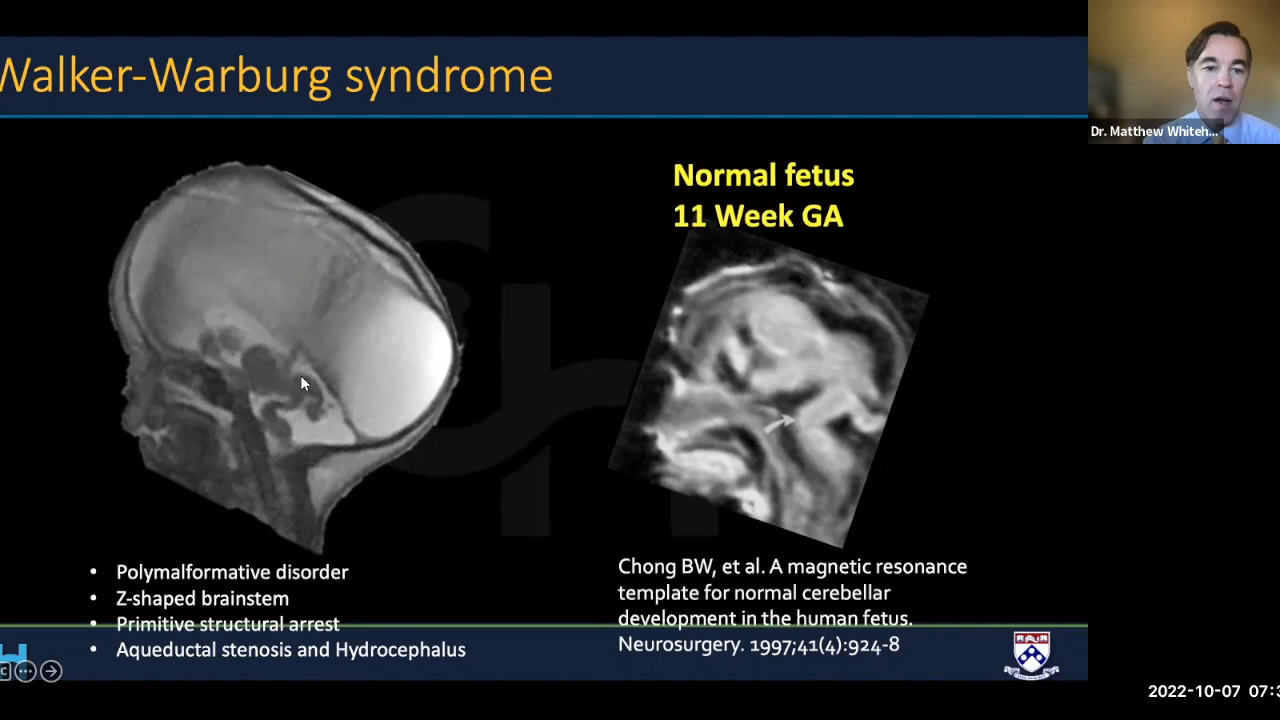 Walker-Warburg syndrome
Dr. Matthew Whiteh...
Normal fetus
11 Week GA
• Polymalformative disorder
• Z-shaped brainstem
• Primitive structural arrest
• Aqueductal stenosis and Hydrocephalus
Chong BW, et al. A magnetic resonance
template for normal cerebellar
development in the human fetus.
Neurosurgery. 1997;41(4):924-8
2022-10-07 07:3